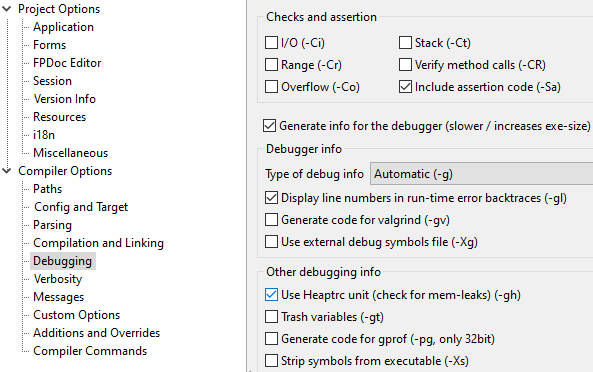 Project Options
Application
Forms
FPDoc Editor
Session
Version Info
Resources
i18n
Miscellaneous
Compiler Options
Paths
Config and Target
Parsing
Compilation and Linking
Debugging
Verbosity
Messages
Custom Options
Additions and Overrides
Compiler Commands
Checks and assertion
I/O (-Ci)
Stack (-Ct)
Range (-Cr)
Verify method calls (-CR)
Overflow (-Co)
Include assertion code (-Sa)
Generate info for the debugger (slower / increases exe-size)
Debugger info
Type of debug info Automatic (-g)
Display line numbers in run-time error backtraces (-gl)
Generate code for valgrind (-gv)
Use external debug symbols file (-Xg)
Other debugging info
Use Heaptrc unit (check for mem-leaks) (-gh)
Trash variables (-gt)
Generate code for gprof (-pg, only 32bit)
Strip symbols from executable (-Xs)